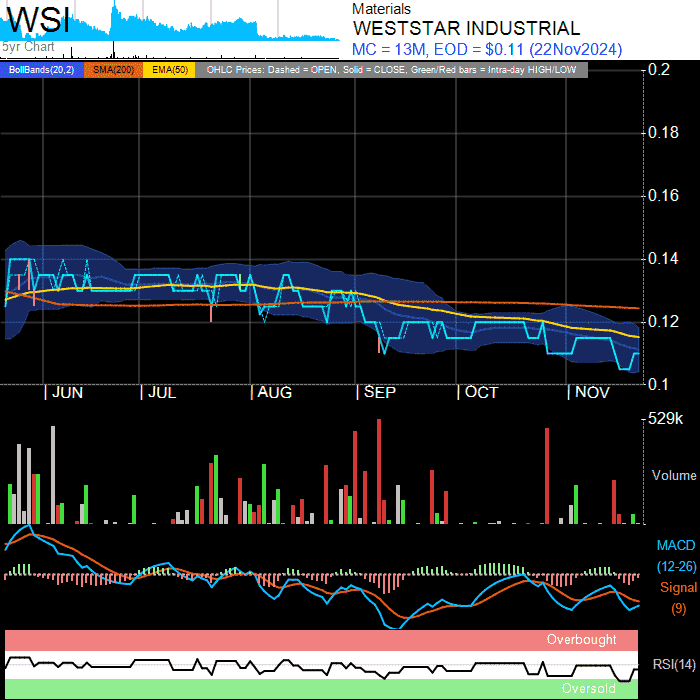 WSI
5yr Chart
Materials
WESTSTAR INDUSTRIAL
MC = 13M, EOD = $0.11 (22Nov2024)
BollBands(20,2) SMA(200) EMA(50) OHLC Prices: Dashed = OPEN, Solid = CLOSE, Green/Red bars = Intra-day HIGH/LOW
0.2
0.18
0.16
0.14
0.12
0.1
JUN JUL AUG SEP OCT NOV
529k
Volume
MACD
(12-26)
Signal
(9)
Overbought
RSI(14)
Oversold